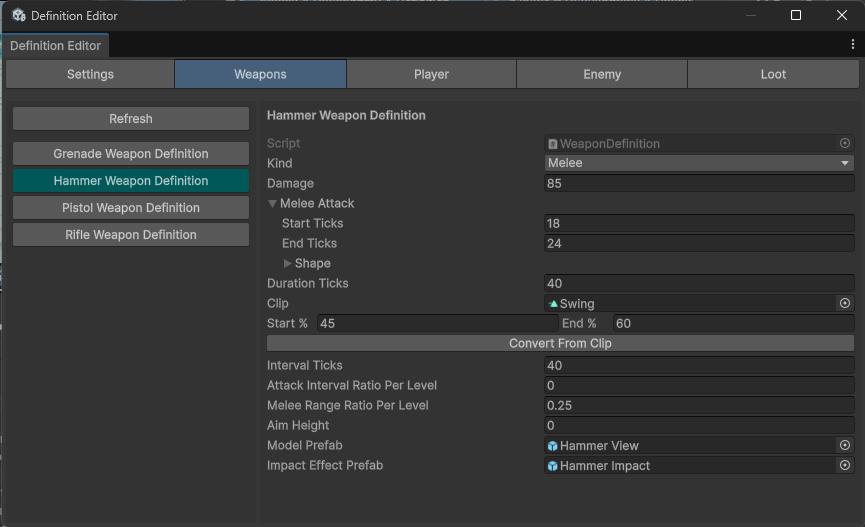 Definition Editor
Definition Editor
Settings Weapons Player Enemy Loot
Refresh
Grenade Weapon Definition
Hammer Weapon Definition
Pistol Weapon Definition
Rifle Weapon Definition
Hammer Weapon Definition
Script WeaponDefinition
Kind Melee
Damage 85
Melee Attack
Start Ticks 18
End Ticks 24
Shape
Duration Ticks 40
Clip Swing
Start % 45 End % 60
Convert From Clip
Interval Ticks 40
Attack Interval Ratio Per Level 0
Melee Range Ratio Per Level 0.25
Aim Height 0
Model Prefab Hammer View
Impact Effect Prefab Hammer Impact